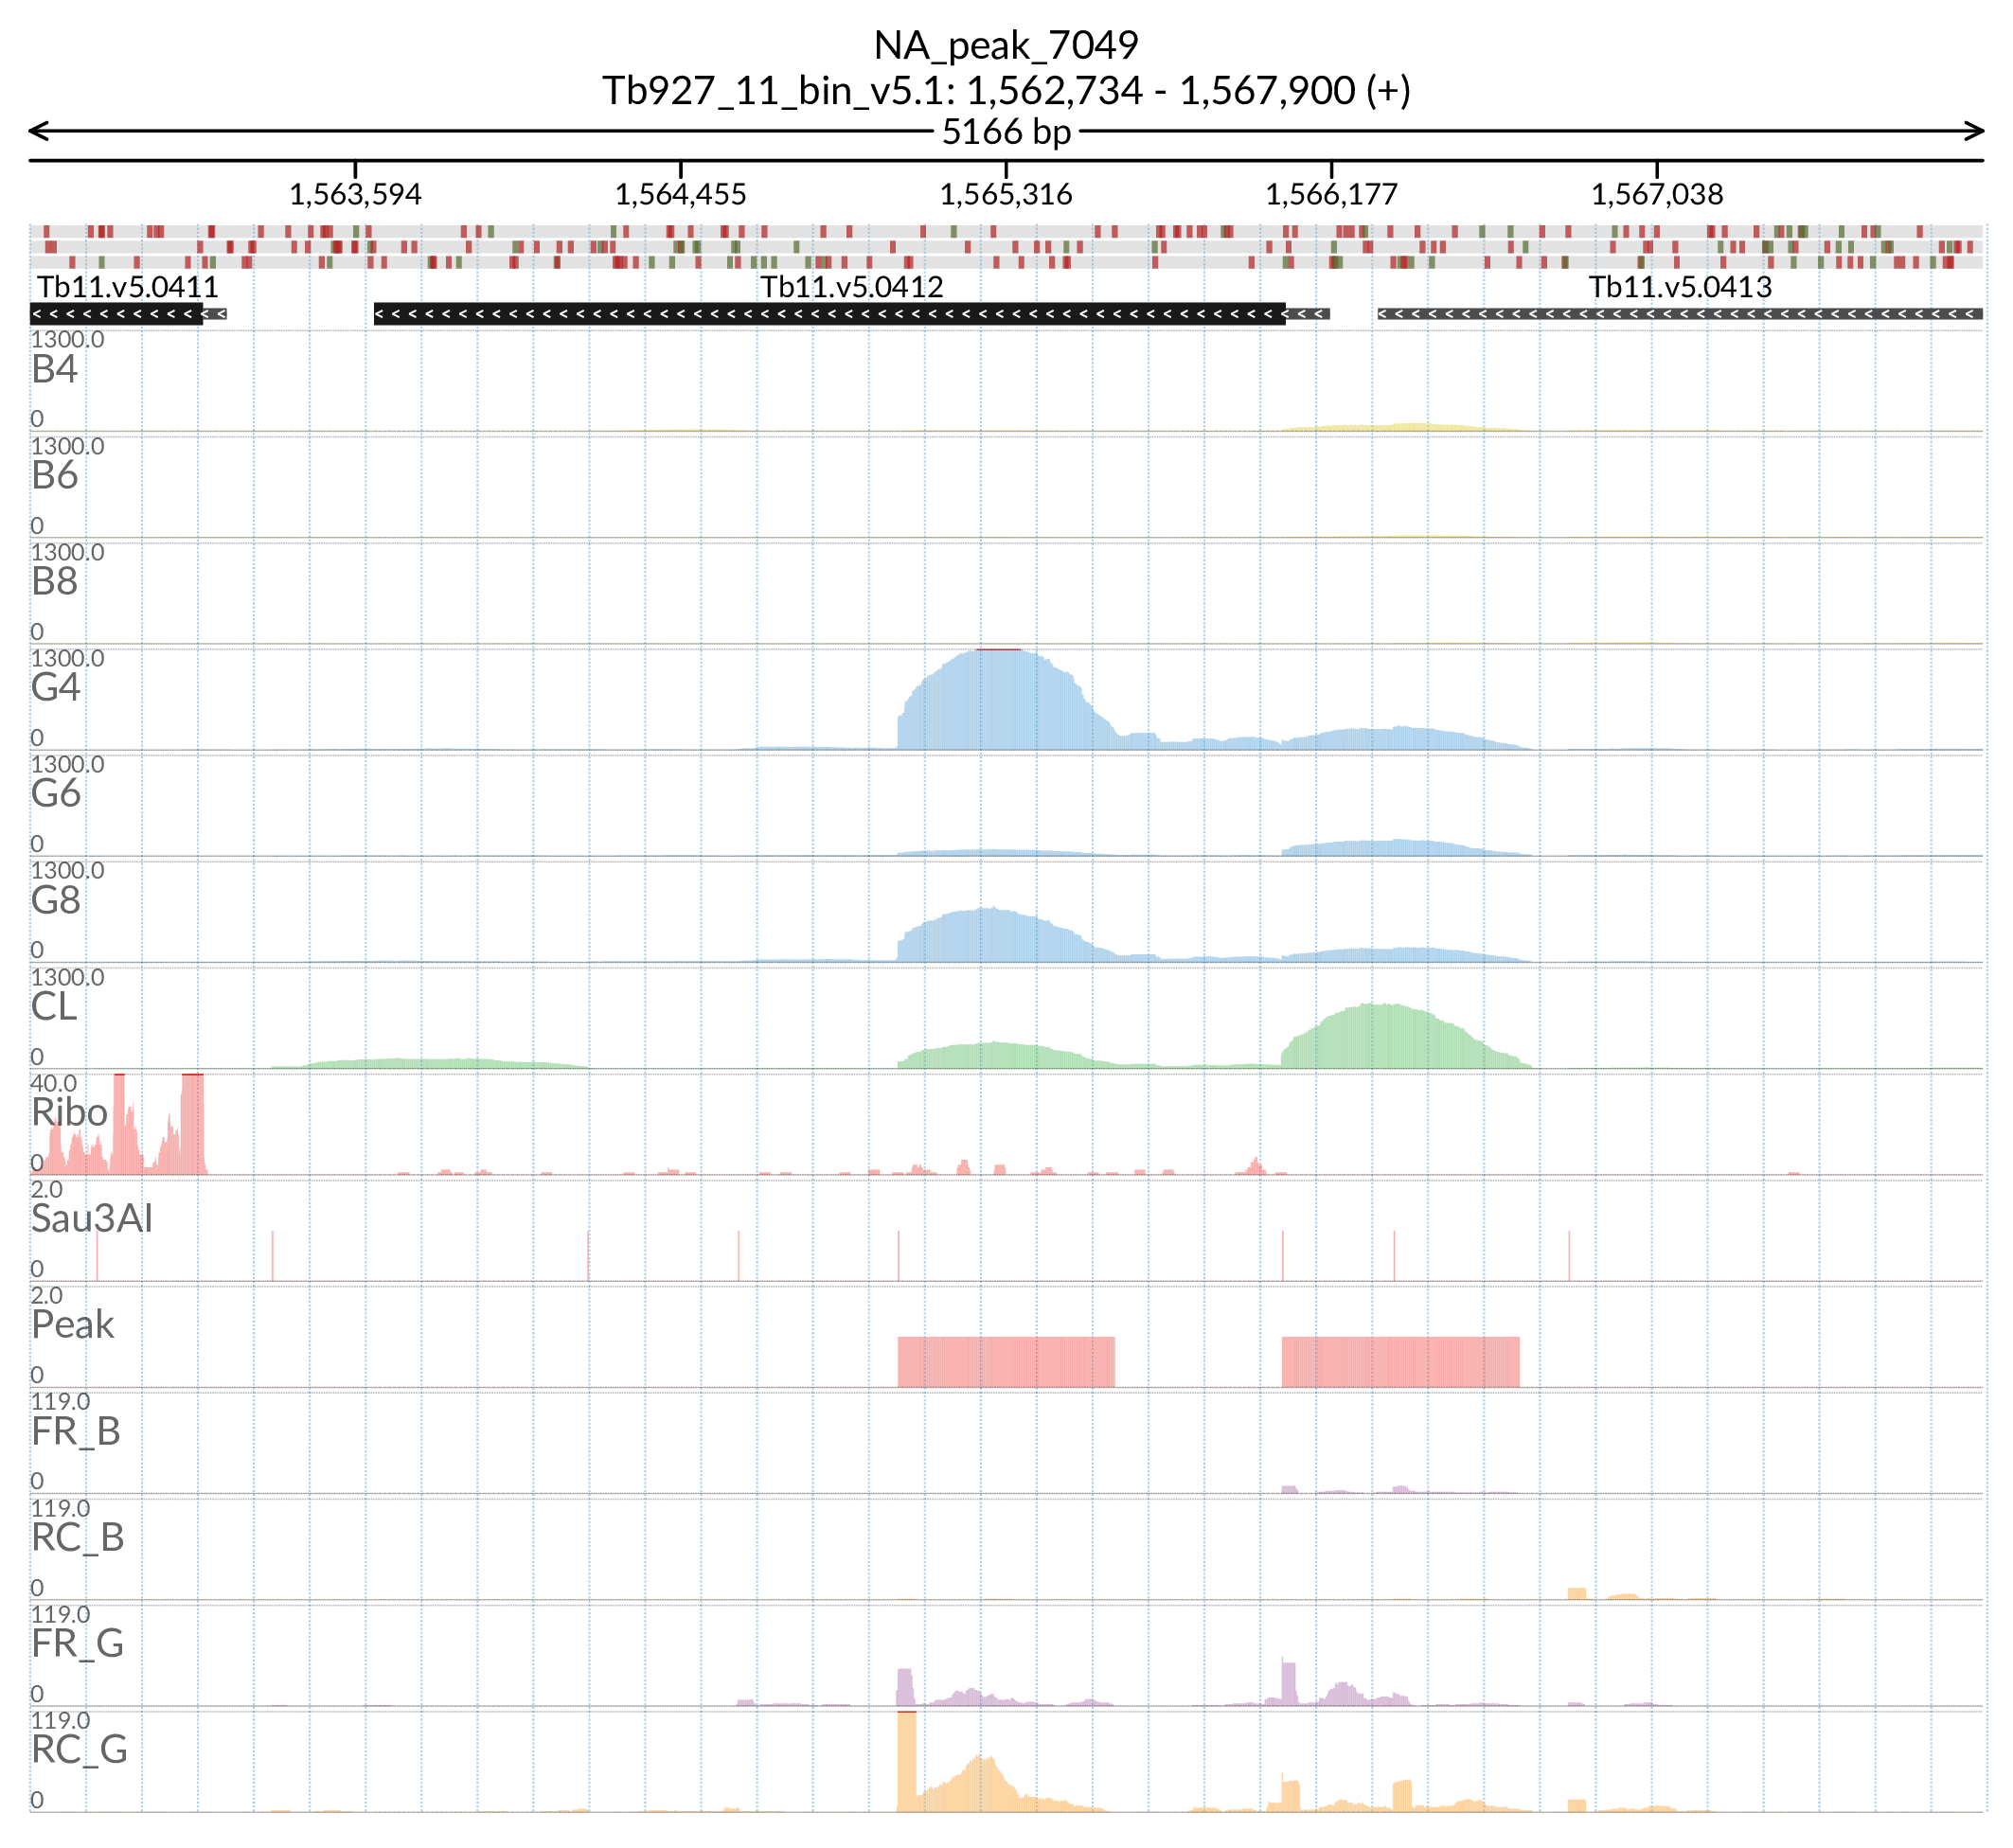 NA_peak_7049
Tb927_11_bin_v5.1: 1,562,734 - 1,567,900 (+)
5166 bp
1,563,594 1,564,455 1,565,316 1,566,177 1,567,038
Tb11.v5.0411 Tb11.v5.0412 Tb11.v5.0413
1300.0
B4
0
1300.0
B6
0
1300.0
B8
0
1300.0
G4
0
1300.0
G6
0
1300.0
G8
0
1300.0
CL
0
40.0
Ribo
0
2.0
Sau3AI
0
2.0
Peak
0
119.0
FR_B
0
119.0
RC_B
0
119.0
FR_G
0
119.0
RC_G
0